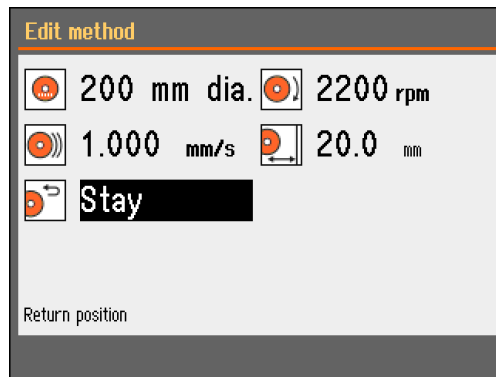 Edit method
200 mm dia. 2200 rpm
1.000 mm/s 20.0 mm
Stay
Return position